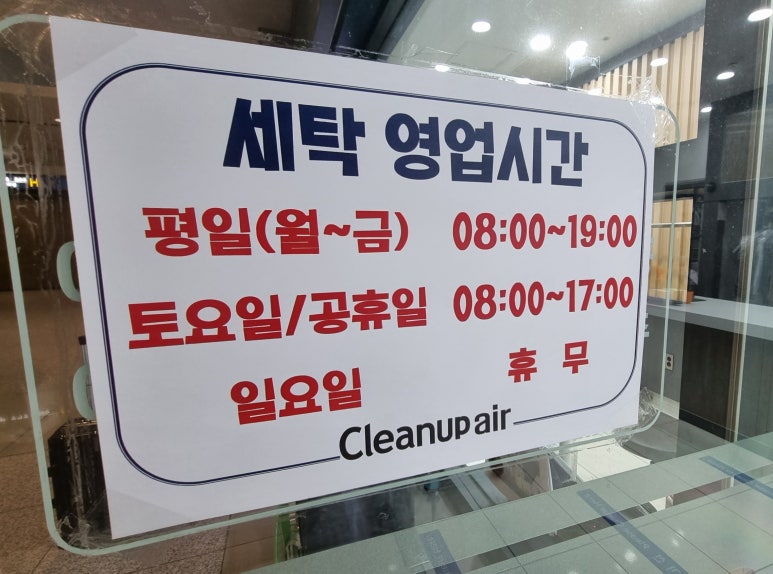 세탁 영업시간
평일(월~금) 08:00~19:00
토요일/공휴일 08:00~17:00
일요일 휴 무
Cleanup air